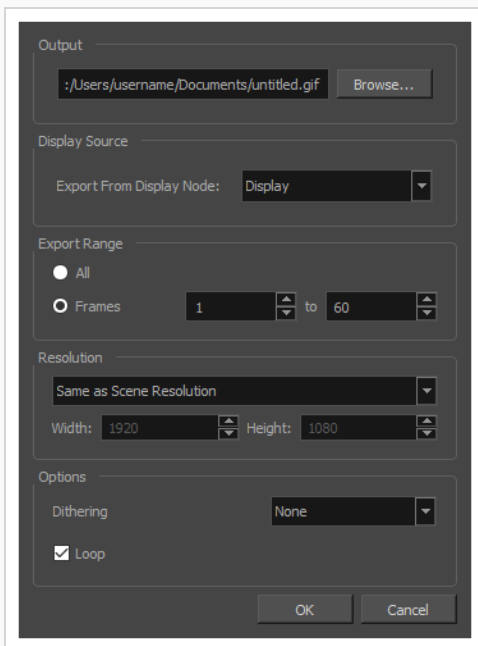 Output
:/Users/username/Documents/untitled.gif Browse...
Display Source
Export From Display Node: Display
Export Range
All
Frames 1 to 60
Resolution
Same as Scene Resolution
Width: 1920 Height: 1080
Options
Dithering None
Loop
OK Cancel